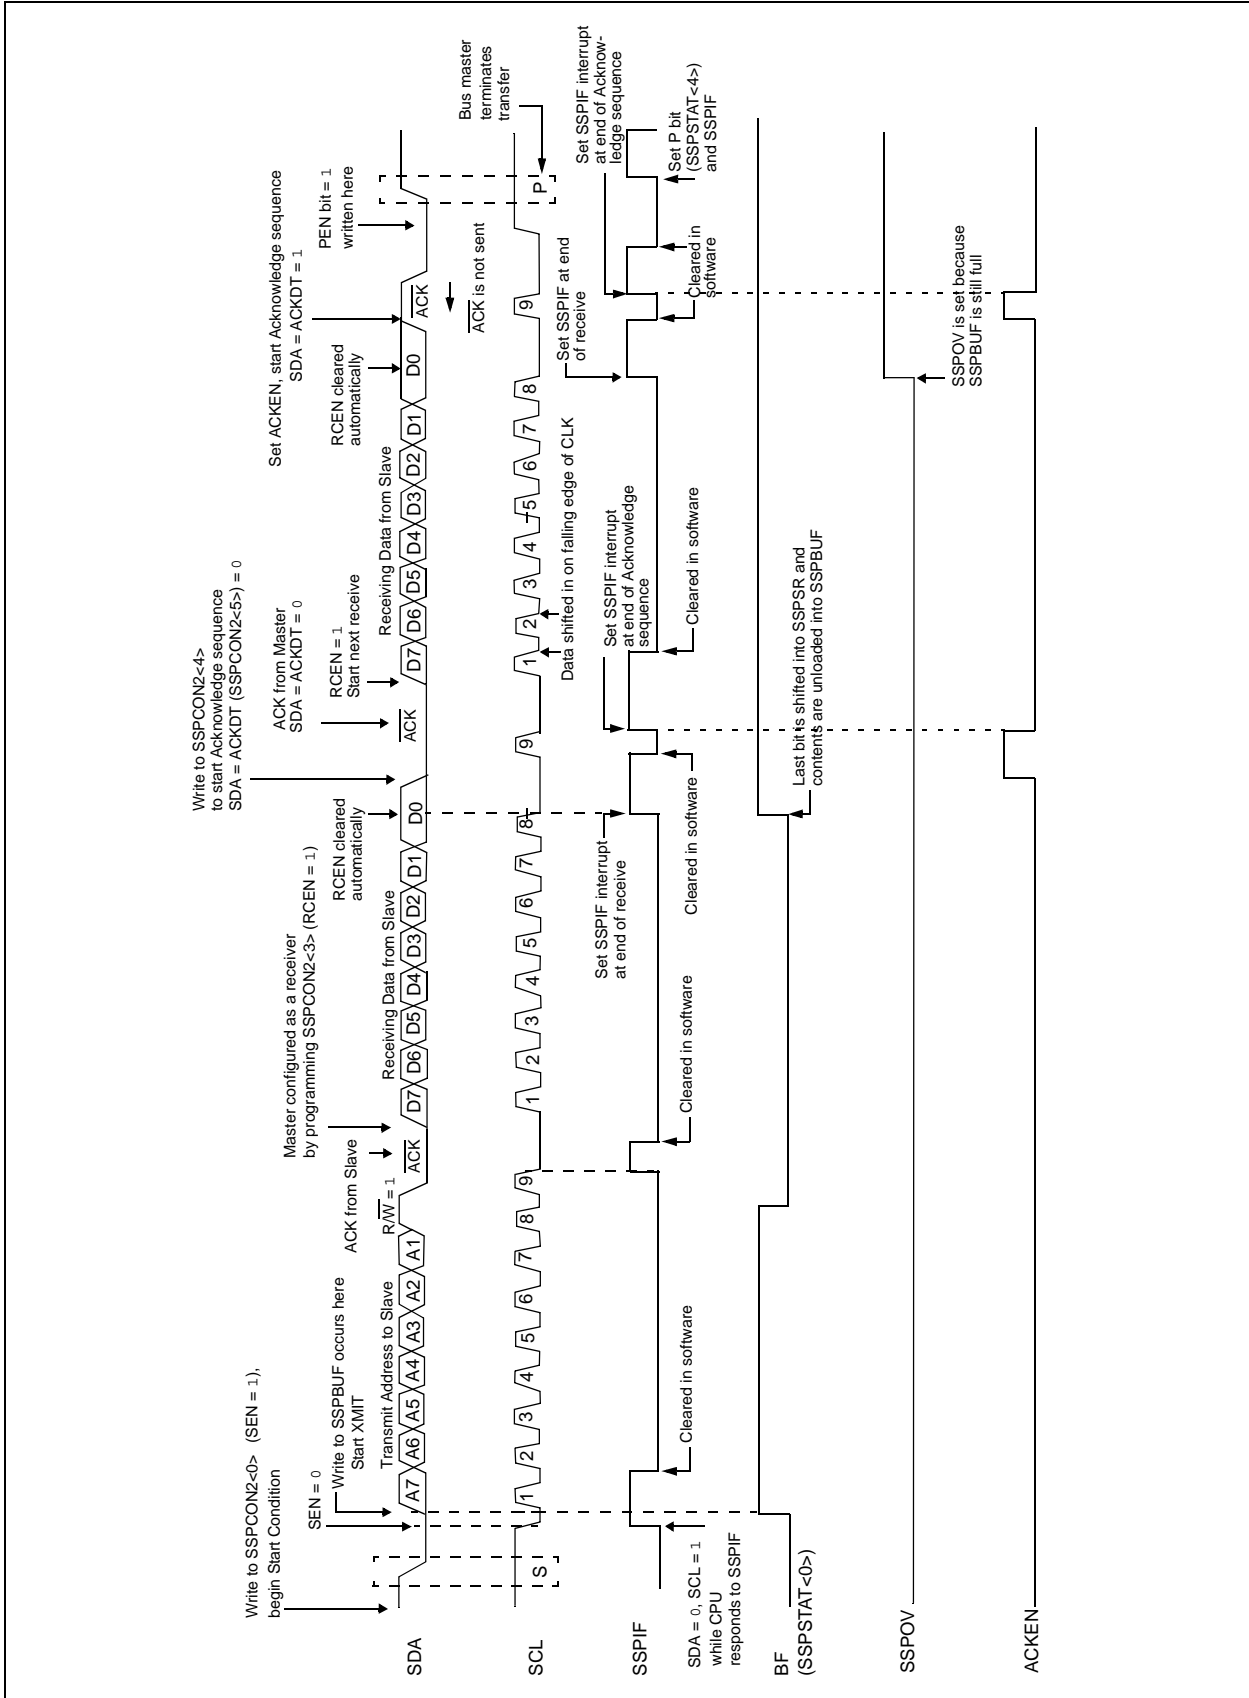 Write to SSPCON2<0> (SEN = 1),
begin Start Condition
SEN = 0
Write to SSPBUF occurs here
Start XMIT
Transmit Address to Slave
ACK from Slave
R/W = 1
Master configured as a receiver
by programming SSPCON2<3> (RCEN = 1)
Receiving Data from Slave
RCEN cleared
automatically
Write to SSPCON2<4>
to start Acknowledge sequence
SDA = ACKDT (SSPCON2<5>) = 0
ACK from Master
SDA = ACKDT = 0
RCEN = 1
Start next receive
Receiving Data from Slave
RCEN cleared
automatically
Set ACKEN, start Acknowledge sequence
SDA = ACKDT = 1
PEN bit = 1
written here
SDA
A7 A6 A5 A4 A3 A2 A1 ACK D7 D6 D5 D4 D3 D2 D1 D0 ACK D7 D6 D5 D4 D3 D2 D1 D0 ACK
ACK is not sent
Bus master
terminates
transfer
SCL
S 1 2 3 4 5 6 7 8 9 1 2 3 4 5 6 7 8 9 1 2 3 4 5 6 7 8 9 P
Data shifted in on falling edge of CLK
Set SSPIF interrupt
at end of receive
Set SSPIF interrupt
at end of Acknowledge
sequence
Set SSPIF at end
of receive
Set SSPIF interrupt
at end of Acknow-
ledge sequence
SSPIF
SDA = 0, SCL = 1
while CPU
responds to SSPIF
Cleared in software
Cleared in software
Cleared in software
Cleared in software
Cleared in
software
Set P bit
(SSPSTAT<4>)
and SSPIF
BF
(SSPSTAT<0>)
Last bit is shifted into SSPSR and
contents are unloaded into SSPBUF
SSPOV
SSPOV is set because
SSPBUF is still full
ACKEN